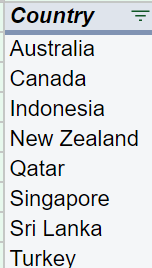 Country
Australia
Canada
Indonesia
New Zealand
Qatar
Singapore
Sri Lanka
Turkey